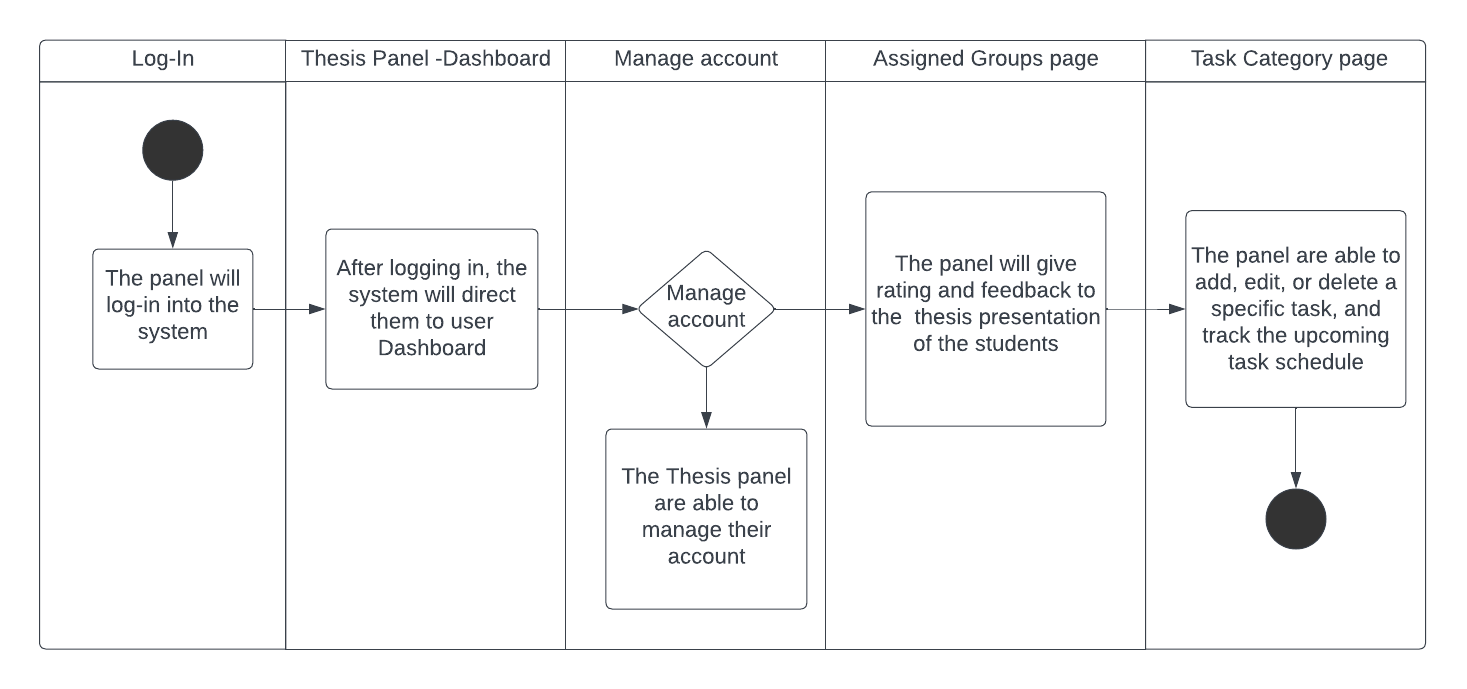 Log-In
Thesis Panel -Dashboard
Manage account
Assigned Groups page
Task Category page
The panel will
log-in into the
system
After logging in, the
system will direct
them to user
Dashboard
Manage
account
The Thesis panel
are able to
manage their
account
The panel will give
rating and feedback to
the  thesis presentation
of the students
The panel are able to
add, edit, or delete a
specific task, and
track the upcoming
task schedule